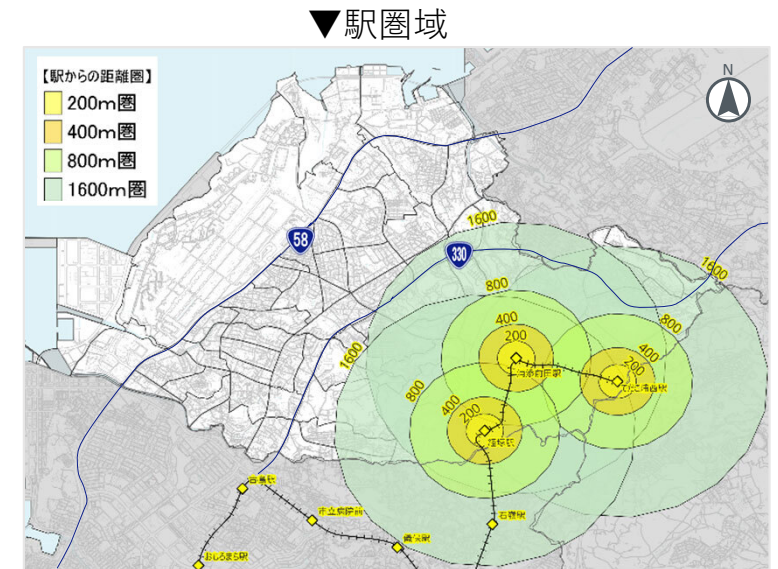 ▼駅圏域
【駅からの距離圏】
200m圏
400m圏
800m圏
1600m圏
N
58
330
1600
1600
1600
800
800
800
400
400
400
200
200
200
浦添前田駅
てだこ浦西駅
経塚駅
石嶺駅
古島駅
市立病院前
儀保駅
おもろまち駅